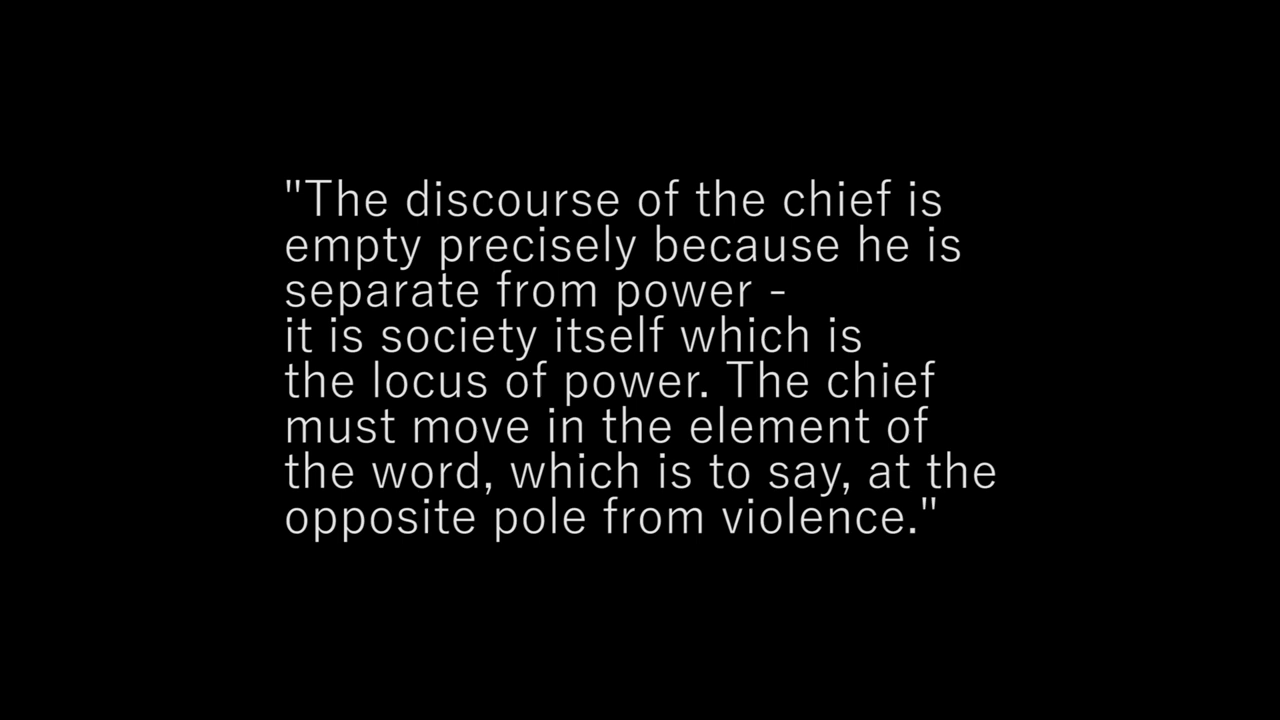 "The discourse of the chief is
empty precisely because he is
separate from power -
it is society itself which is
the locus of power. The chief
must move in the element of
the word, which is to say, at the
opposite pole from violence."